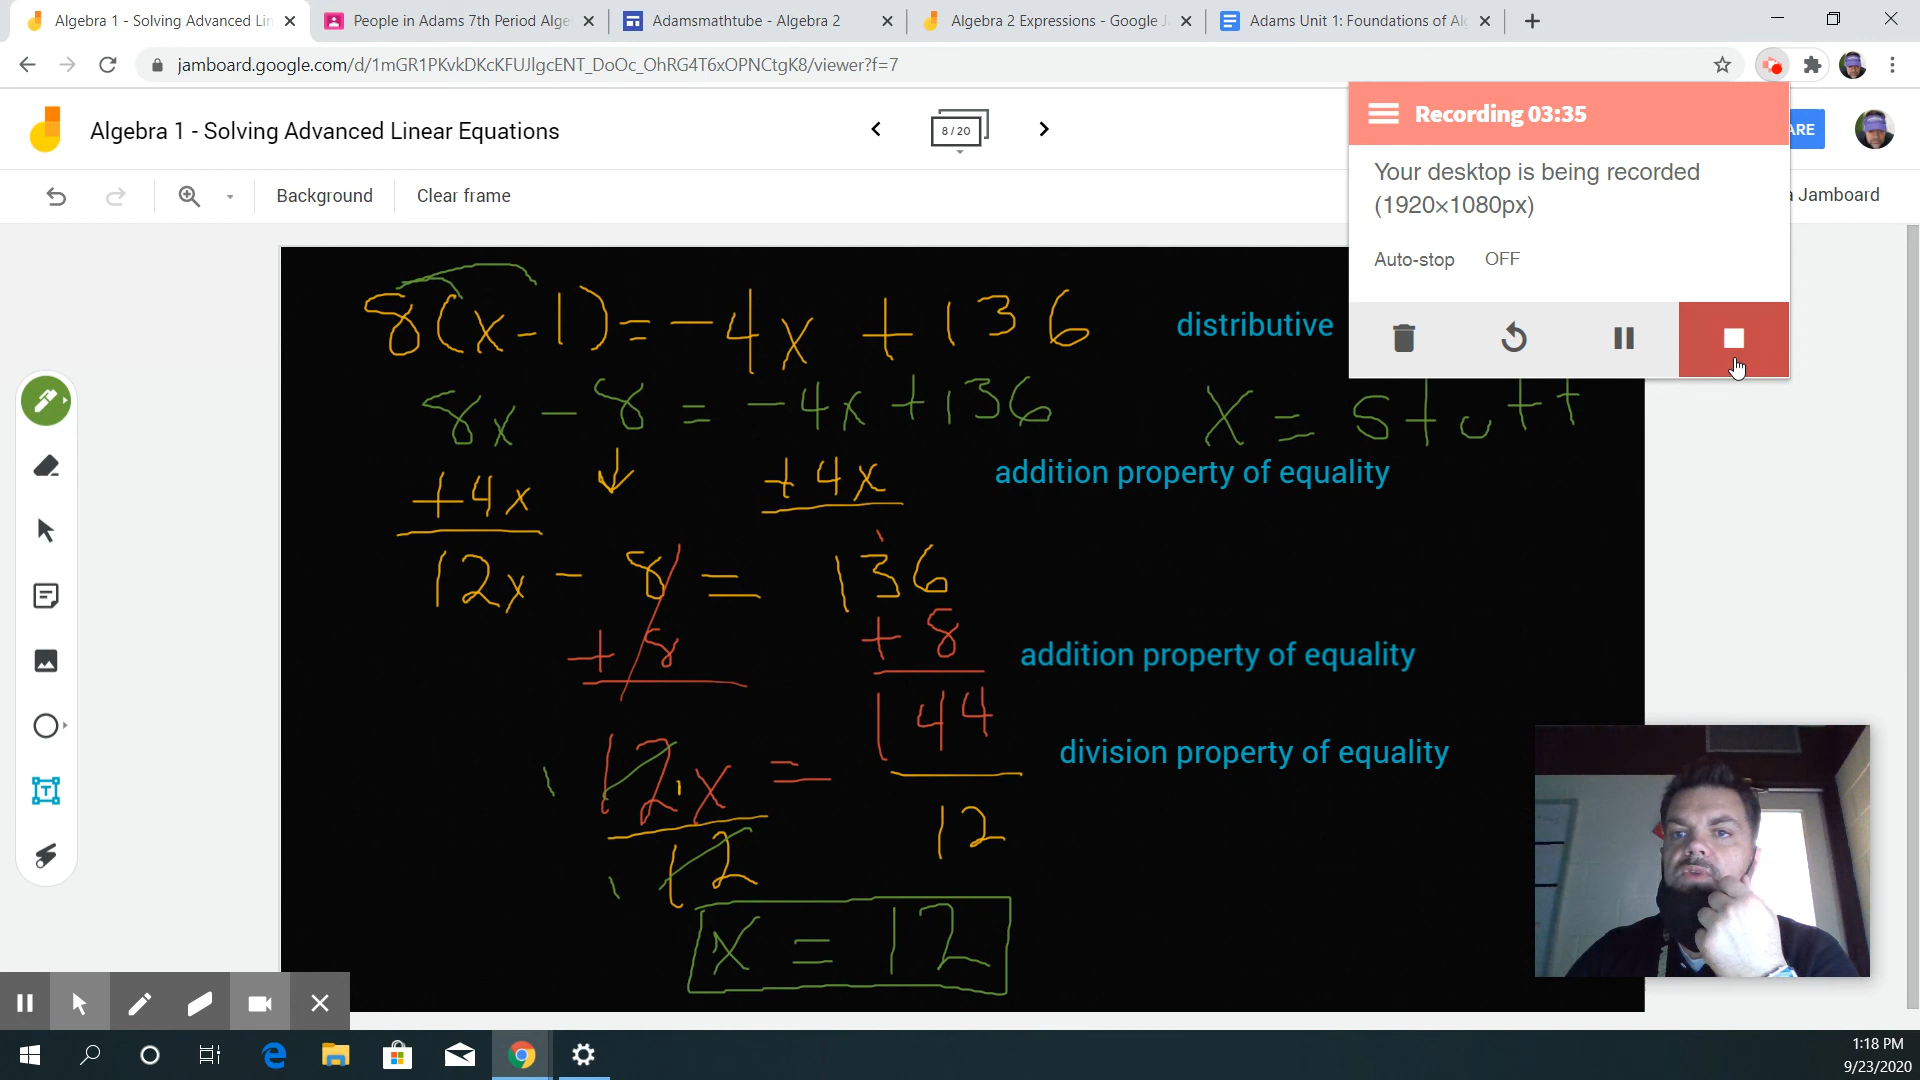 Algebra 1 - Solving Advanced Lin
People in Adams 7th Period Alge
Adamsmathtube - Algebra 2
Algebra 2 Expressions - Google J
Adams Unit 1: Foundations of Alg
jamboard.google.com/d/1mGR1PKvkDKcKFUJlgcENT_DoOc_OhRG4T6xOPNCtgK8/viewer?f=7
Algebra 1 - Solving Advanced Linear Equations
8 / 20
Recording 03:35
ARE
Your desktop is being recorded
(1920×1080px)
Auto-stop OFF
Background
Clear frame
Jamboard
8(x-1)=-4x+136
distributive
8x-8=-4x+136
X = Stuff
+4x +4x
addition property of equality
12x - 8 = 136
+8 +8
addition property of equality
12x = 144
division property of equality
12 12
x = 12
1:18 PM
9/23/2020